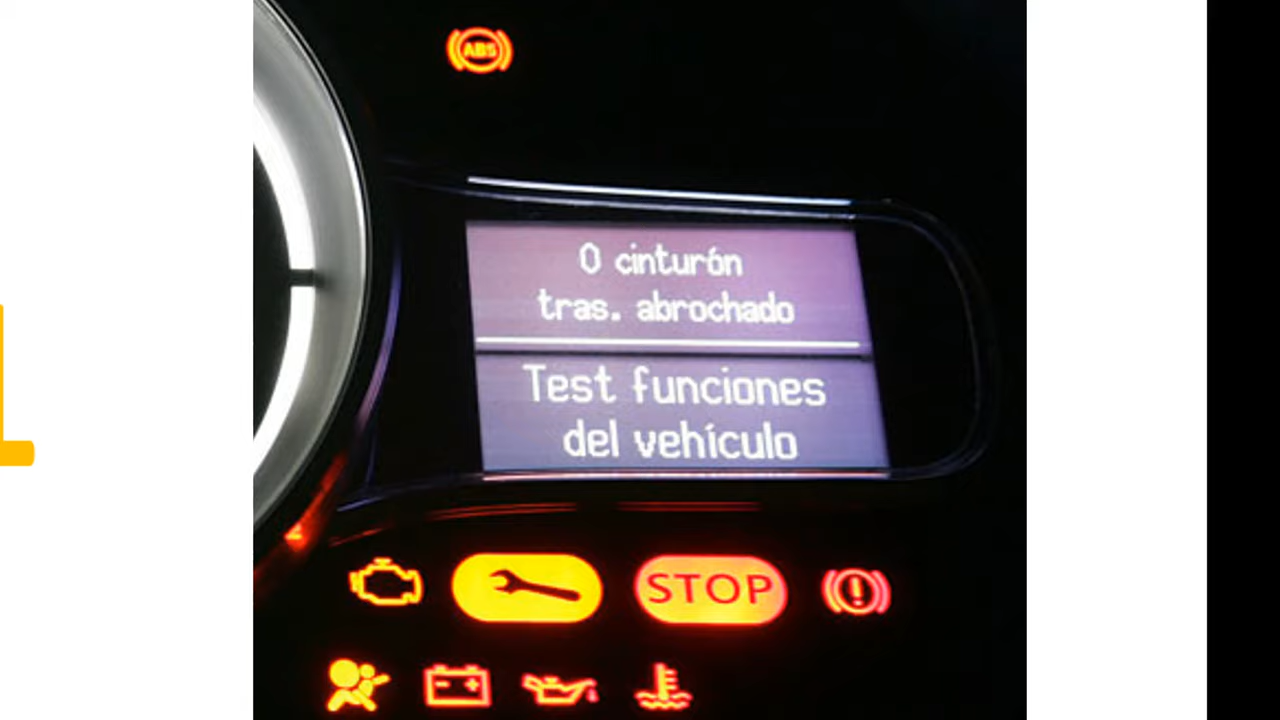 ABS
0 cinturón
tras. abrochado
Test funciones
del vehículo
STOP